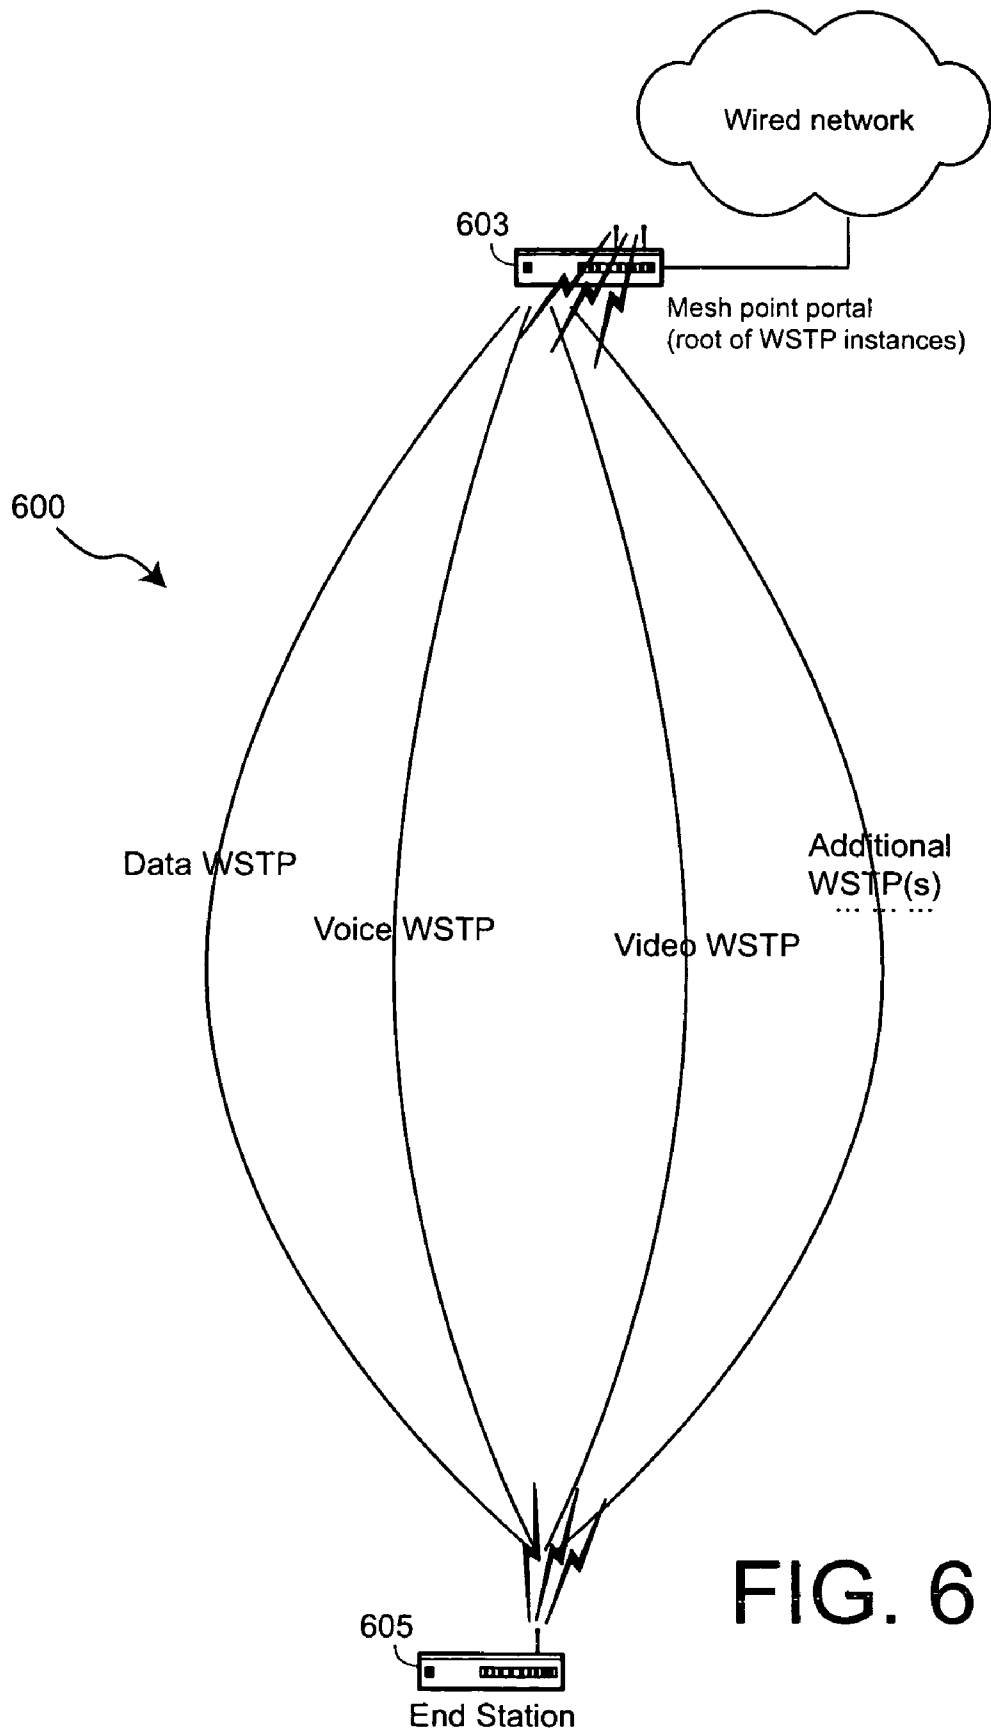 Wired network
603
Mesh point portal
(root of WSTP instances)
600
Data WSTP
Voice WSTP
Video WSTP
Additional
WSTP(s)
... ... ...
FIG. 6
605
End Station